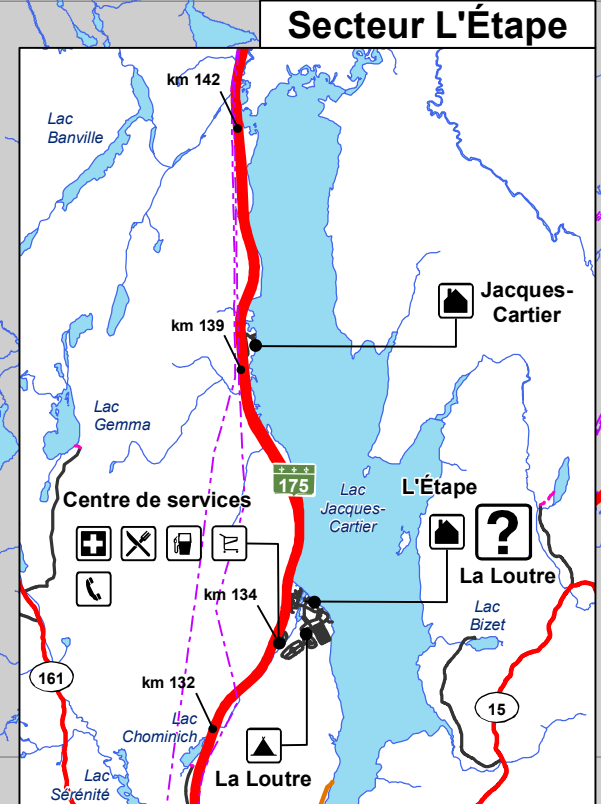 Secteur L'Étape
km 142
Lac
Banville
Jacques-
Cartier
km 139
Lac
Gemma
175
Centre de services
Lac
Jacques-
Cartier
L'Étape
?
La Loutre
km 134
Lac
Bizet
161
km 132
15
Lac
Chominich
La Loutre
Lac
Sérénité